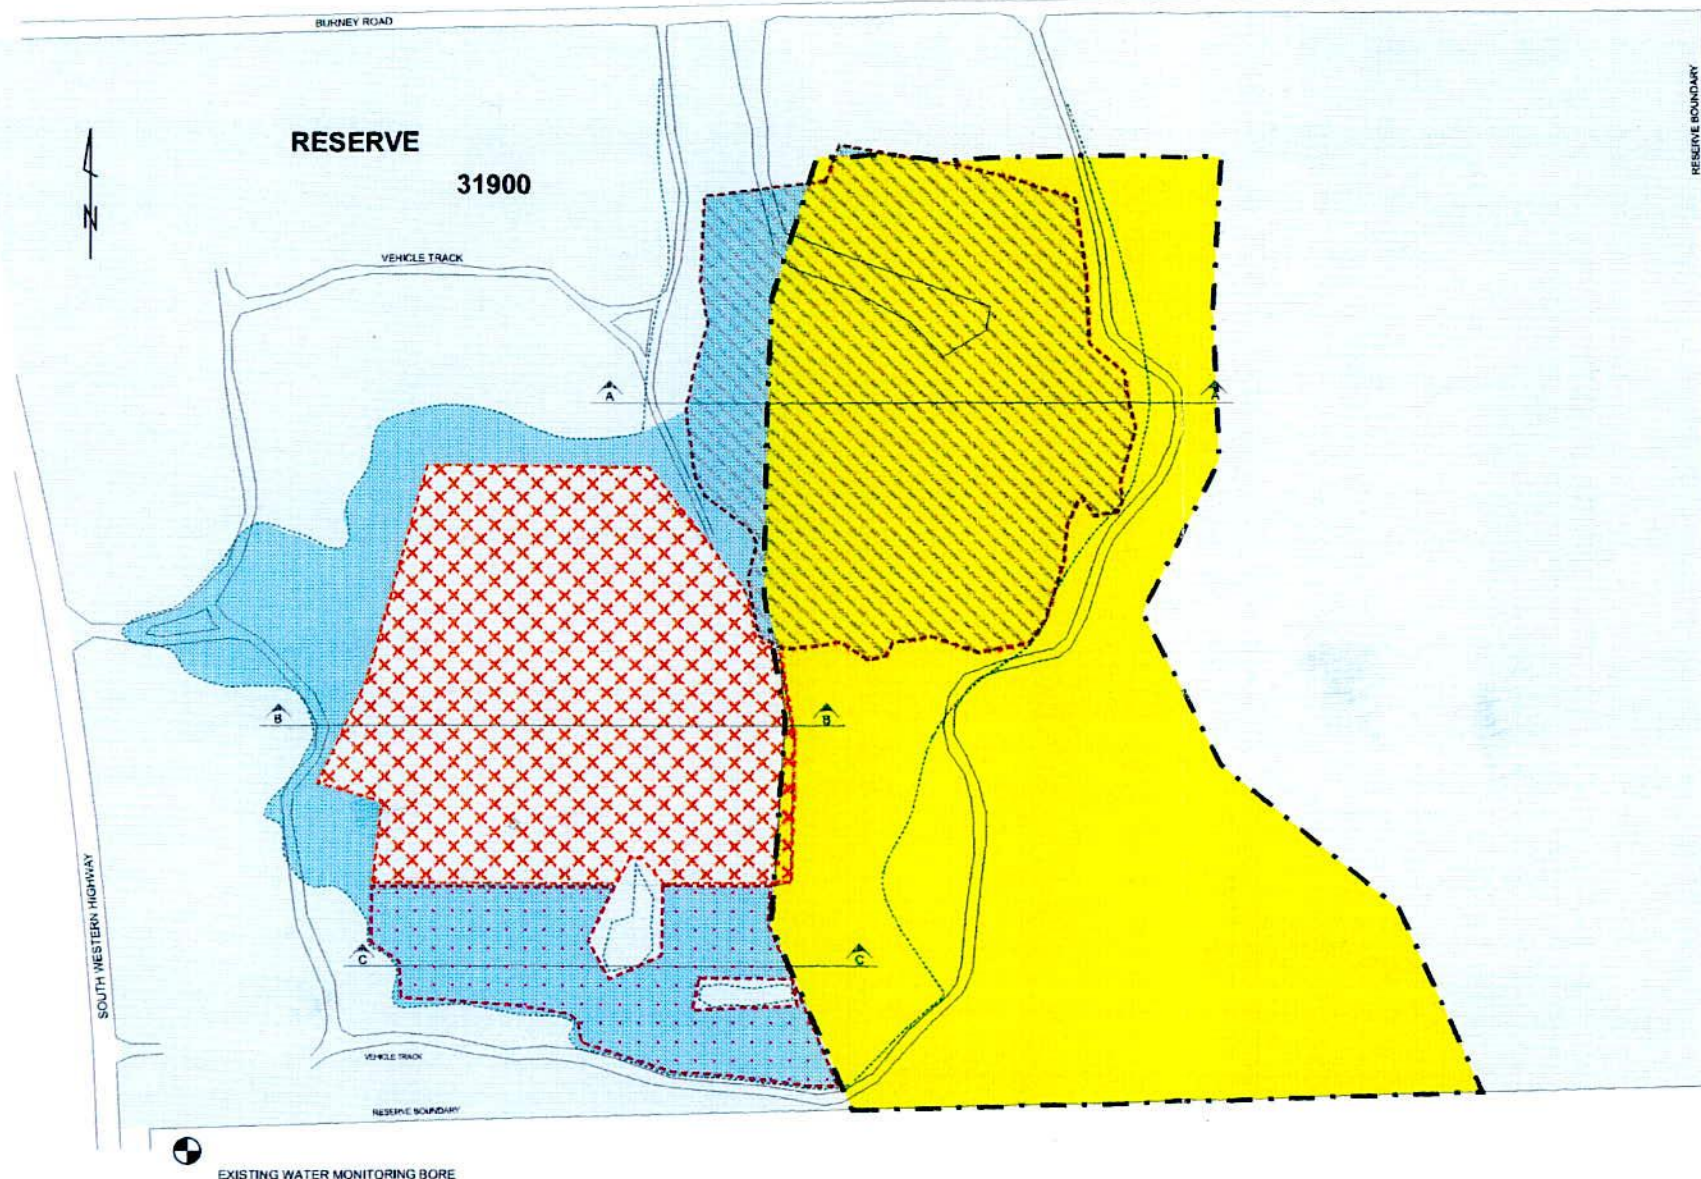 BURNEY ROAD
RESERVE BOUNDARY
RESERVE
31900
N
VEHICLE TRACK
A
A
B
B
SOUTH WESTERN HIGHWAY
C
C
VEHICLE TRACK
RESERVE BOUNDARY
EXISTING WATER MONITORING BORE